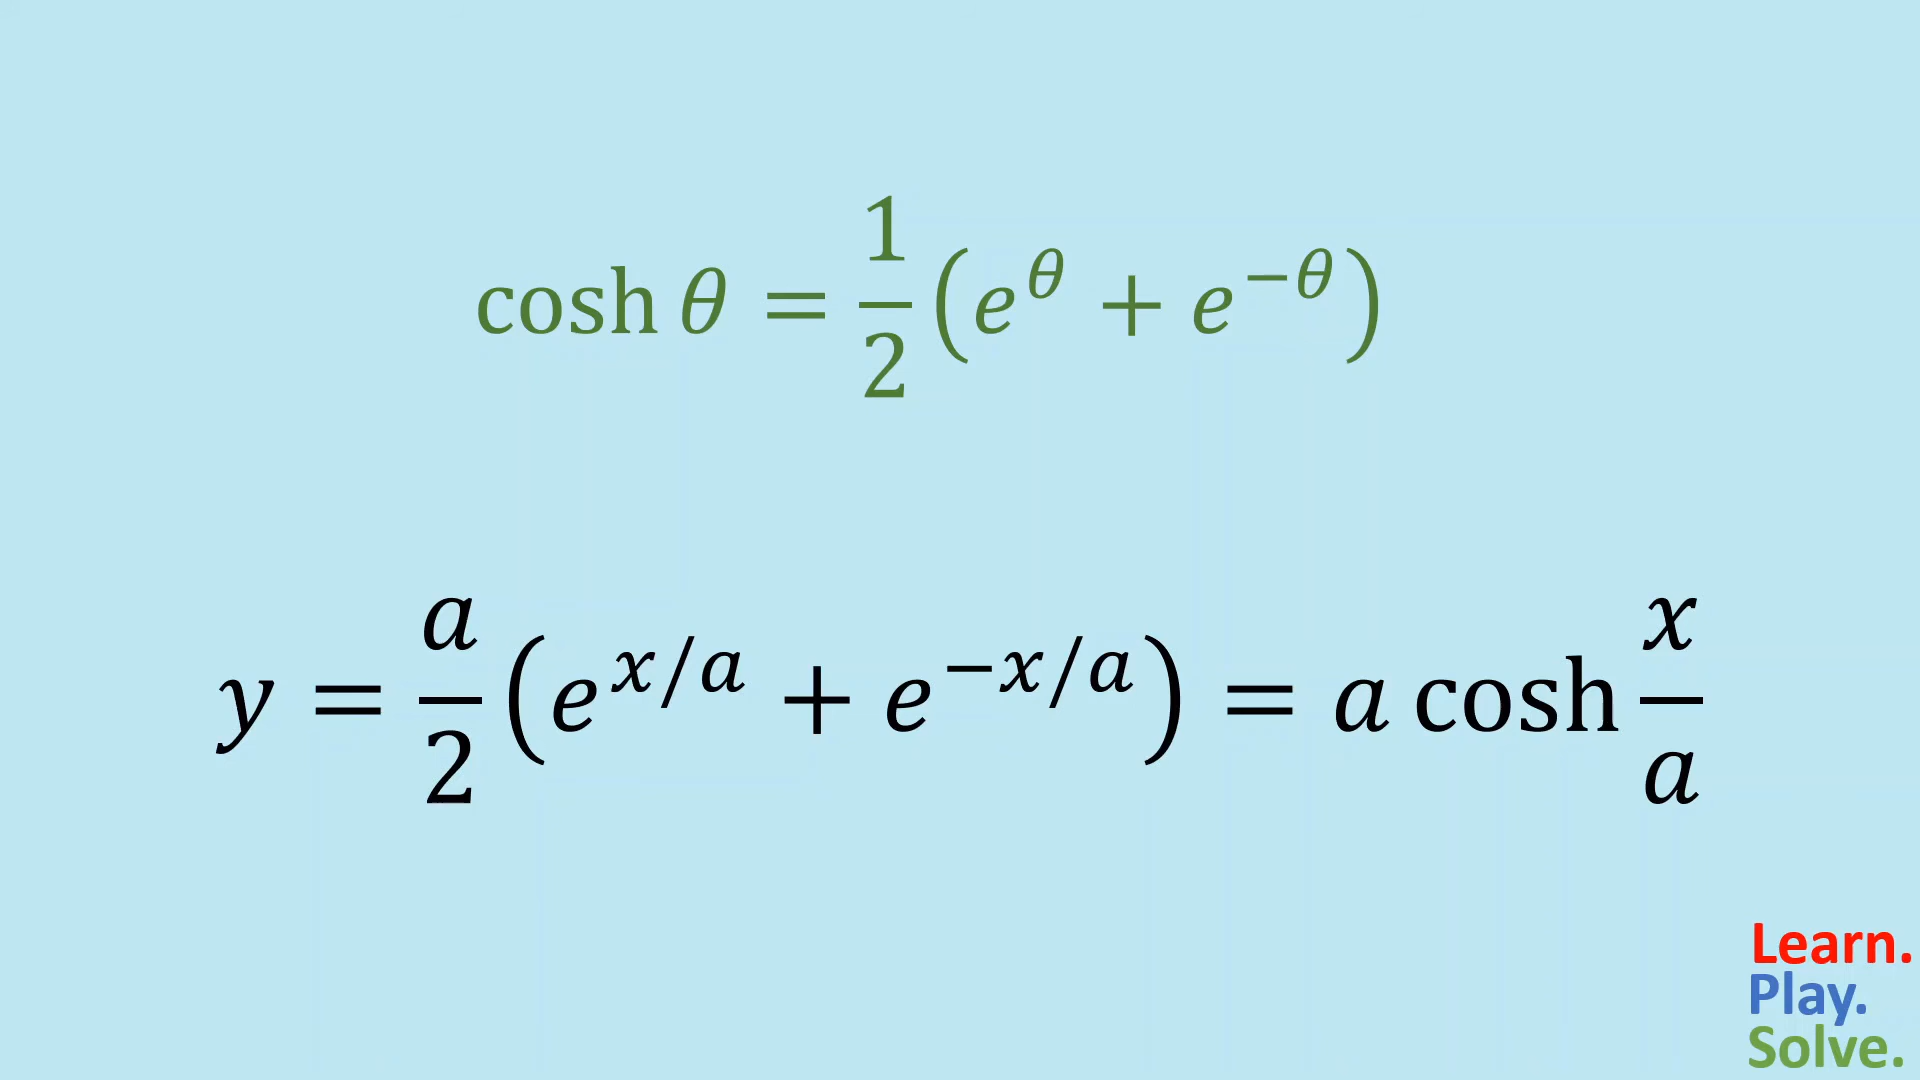 cosh θ = 1/2 (e^θ + e^−θ)
y = a/2 (e^x/a + e^−x/a) = a cosh x/a
Learn.
Play.
Solve.